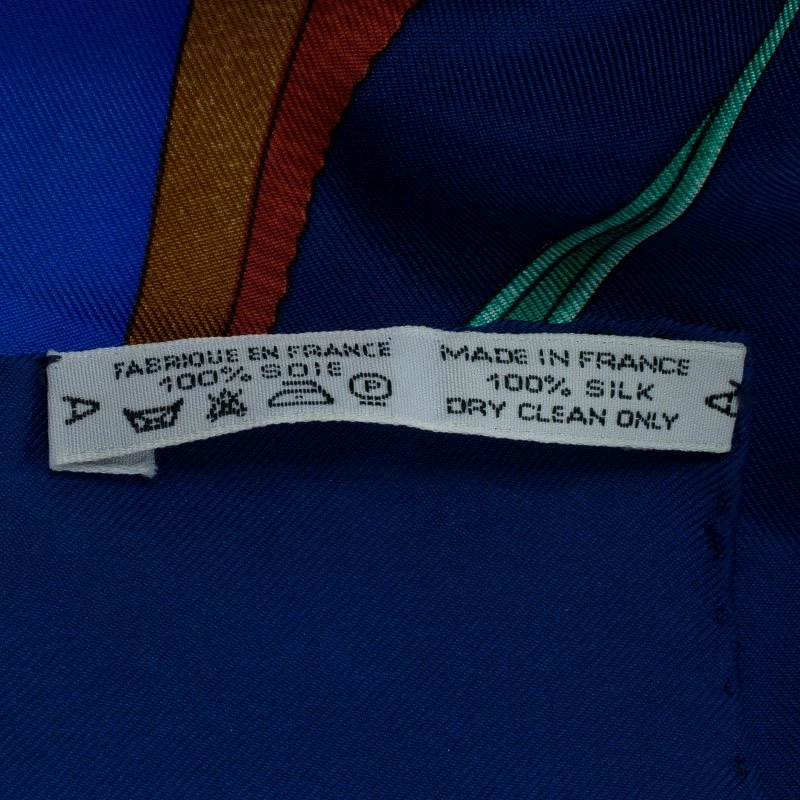 FABRIQUE EN FRANCE
100% SOIE
P
A
MADE IN FRANCE
100% SILK
DRY CLEAN ONLY
A